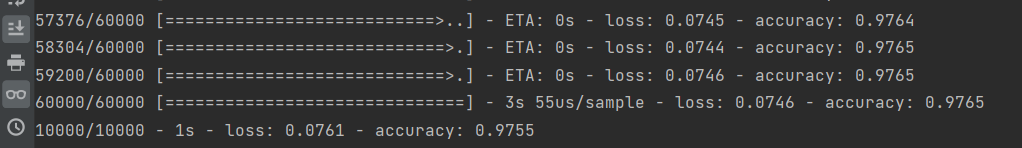 57376/60000 [===========================>..] - ETA: 0s - loss: 0.0745 - accuracy: 0.9764
58304/60000 [============================>.] - ETA: 0s - loss: 0.0744 - accuracy: 0.9765
59200/60000 [============================>.] - ETA: 0s - loss: 0.0746 - accuracy: 0.9765
60000/60000 [==============================] - 3s 55us/sample - loss: 0.0746 - accuracy: 0.9765
10000/10000 - 1s - loss: 0.0761 - accuracy: 0.9755